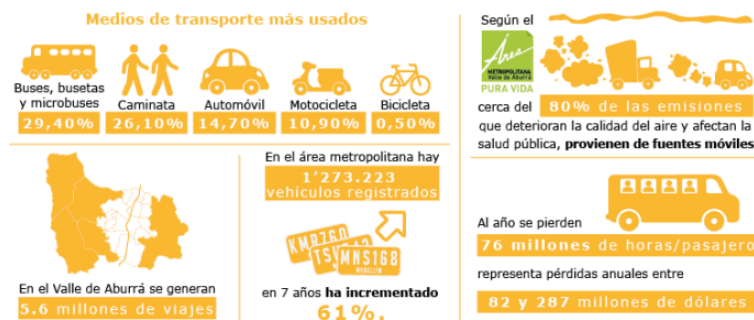 Medios de transporte más usados
Buses, busetas
y microbuses
29,40%
Caminata
26,10%
Automóvil
14,70%
Motocicleta
10,90%
Bicicleta
0,50%
En el Valle de Aburrá se generan
5.6 millones de viajes
En el área metropolitana hay
1'273.223
vehículos registrados
KMR760
MNS168
MEDELLÍN
en 7 años ha incrementado
61%.
Según el
Área
METROPOLITANA
Valle de Aburrá
PURA VIDA
cerca del 80% de las emisiones
que deterioran la calidad del aire y afectan la
salud pública, provienen de fuentes móviles
Al año se pierden
76 millones de horas/pasajero
representa pérdidas anuales entre
82 y 287 millones de dólares